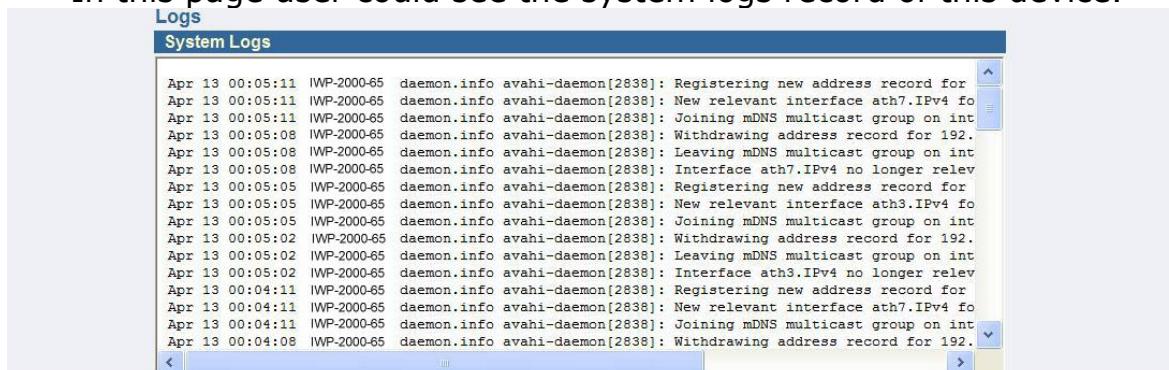 In this page user could see the system logs record of this device.
Logs
System Logs
Apr 13 00:05:11 IWP-2000-65 daemon.info avahi-daemon[2838]: Registering new address record for
Apr 13 00:05:11 IWP-2000-65 daemon.info avahi-daemon[2838]: New relevant interface ath7.IPv4 fo
Apr 13 00:05:11 IWP-2000-65 daemon.info avahi-daemon[2838]: Joining mDNS multicast group on int
Apr 13 00:05:08 IWP-2000-65 daemon.info avahi-daemon[2838]: Withdrawing address record for 192.
Apr 13 00:05:08 IWP-2000-65 daemon.info avahi-daemon[2838]: Leaving mDNS multicast group on int
Apr 13 00:05:08 IWP-2000-65 daemon.info avahi-daemon[2838]: Interface ath7.IPv4 no longer relev
Apr 13 00:05:05 IWP-2000-65 daemon.info avahi-daemon[2838]: Registering new address record for
Apr 13 00:05:05 IWP-2000-65 daemon.info avahi-daemon[2838]: New relevant interface ath3.IPv4 fo
Apr 13 00:05:05 IWP-2000-65 daemon.info avahi-daemon[2838]: Joining mDNS multicast group on int
Apr 13 00:05:02 IWP-2000-65 daemon.info avahi-daemon[2838]: Withdrawing address record for 192.
Apr 13 00:05:02 IWP-2000-65 daemon.info avahi-daemon[2838]: Leaving mDNS multicast group on int
Apr 13 00:05:02 IWP-2000-65 daemon.info avahi-daemon[2838]: Interface ath3.IPv4 no longer relev
Apr 13 00:04:11 IWP-2000-65 daemon.info avahi-daemon[2838]: Registering new address record for
Apr 13 00:04:11 IWP-2000-65 daemon.info avahi-daemon[2838]: New relevant interface ath7.IPv4 fo
Apr 13 00:04:11 IWP-2000-65 daemon.info avahi-daemon[2838]: Joining mDNS multicast group on int
Apr 13 00:04:08 IWP-2000-65 daemon.info avahi-daemon[2838]: Withdrawing address record for 192.